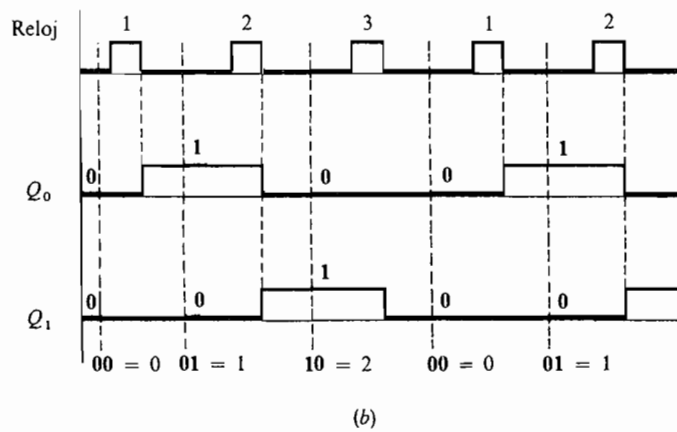 Reloj 1 2 3 1 2
1 1
0 0 0
Q₀
1
0 0 0 0
Q₁
00 = 0 01 = 1 10 = 2 00 = 0 01 = 1
(b)